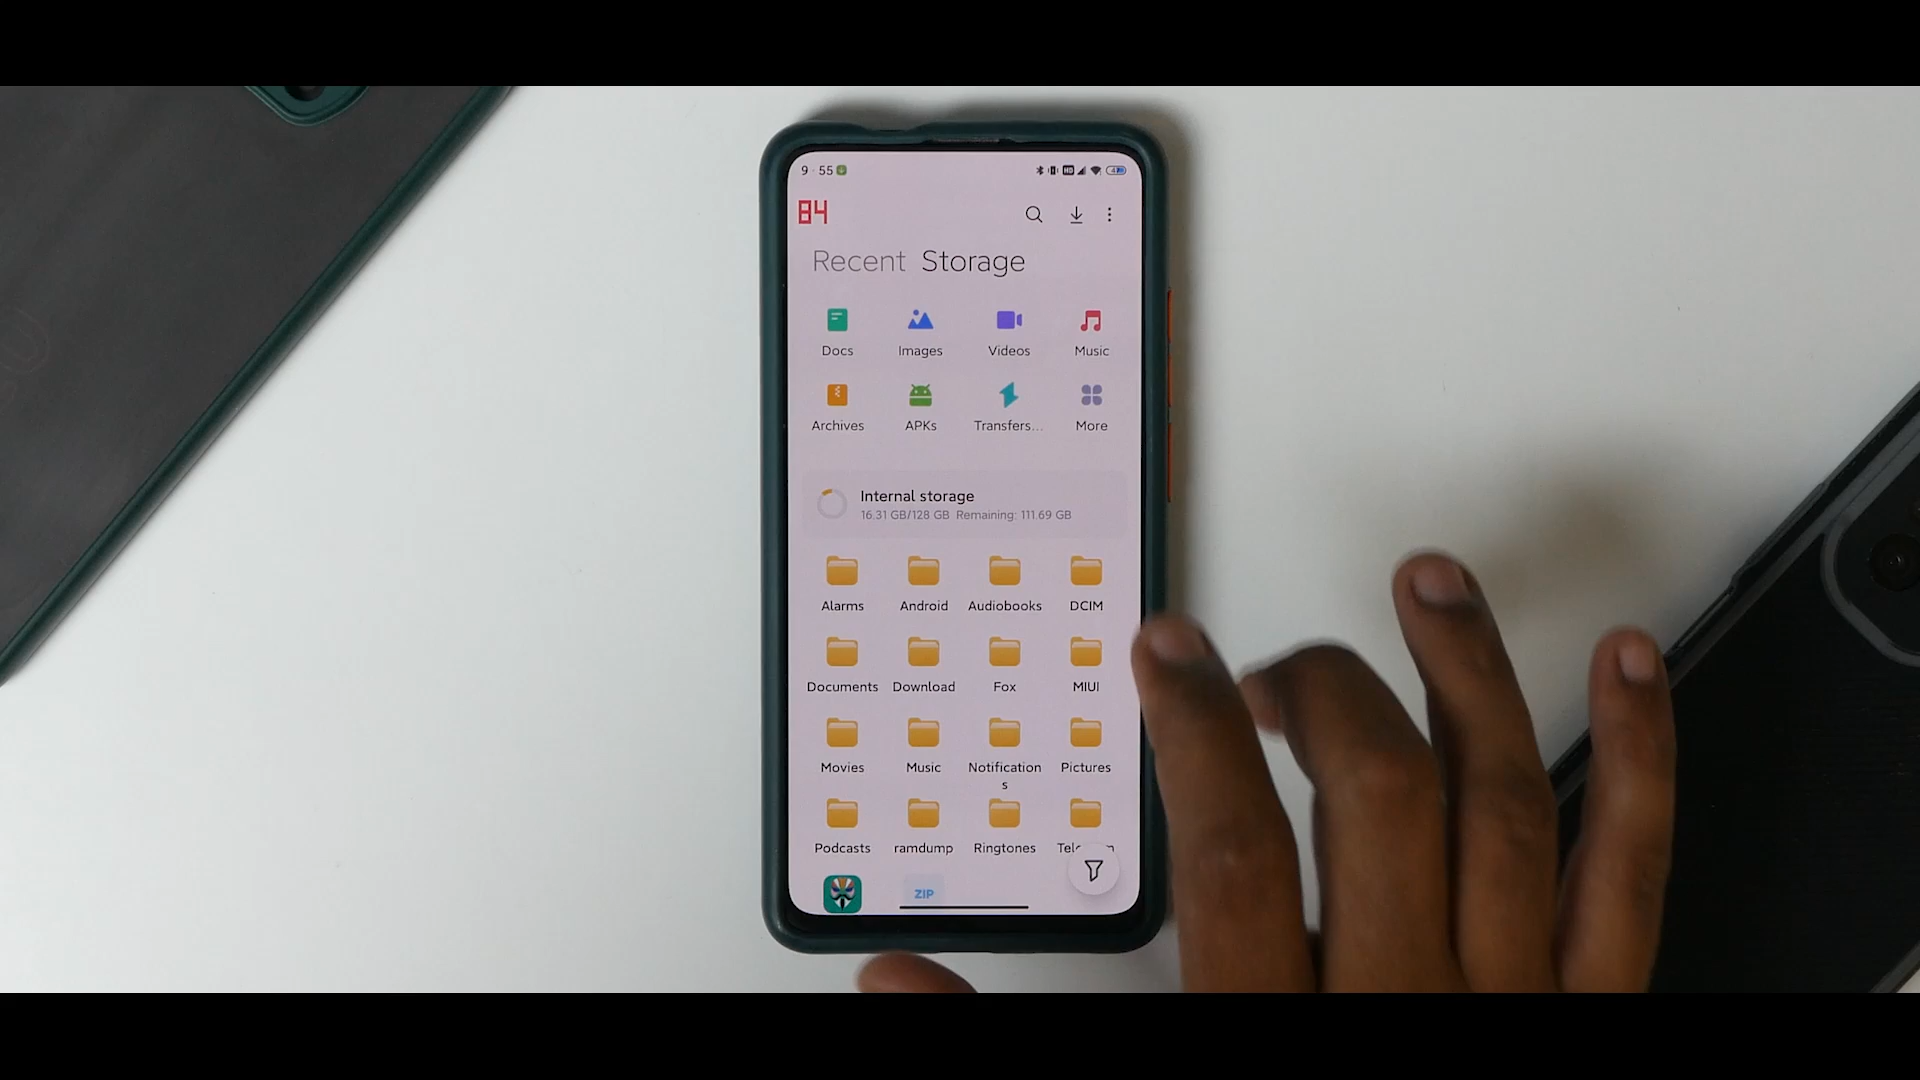 9 55
84
Recent Storage
Docs Images Videos Music
Archives APKs Transfers... More
Internal storage
16.31 GB/128 GB Remaining: 111.69 GB
Alarms Android Audiobooks DCIM
Documents Download Fox MIUI
Movies Music Notification Pictures
s
Podcasts ramdump Ringtones
ZIP